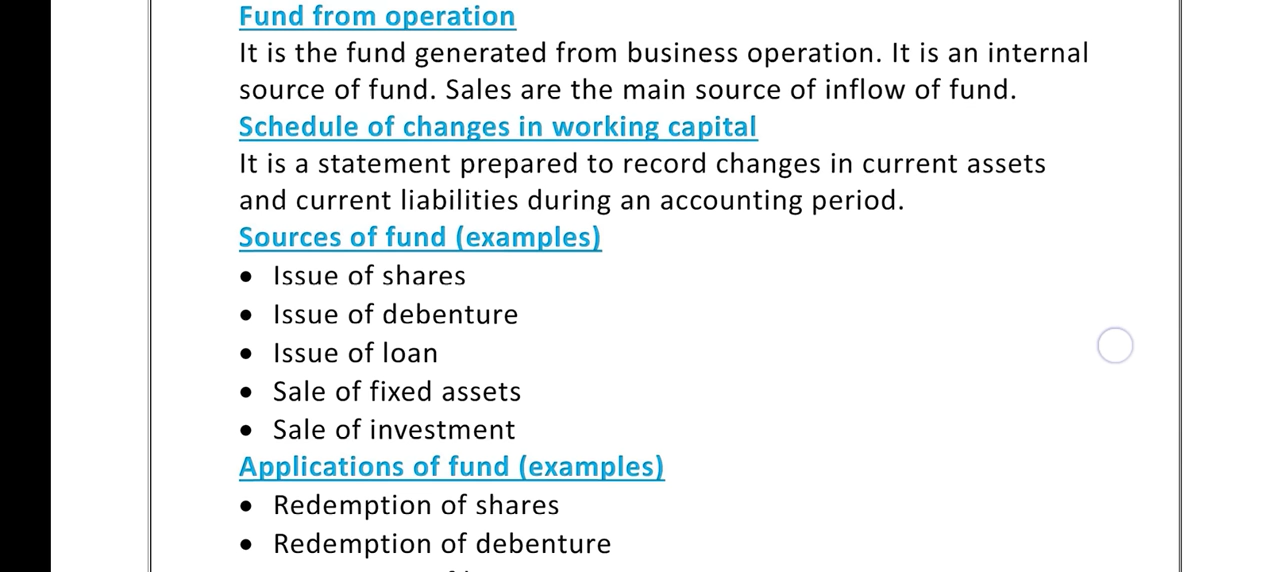 Fund from operation
It is the fund generated from business operation. It is an internal
source of fund. Sales are the main source of inflow of fund.
Schedule of changes in working capital
It is a statement prepared to record changes in current assets
and current liabilities during an accounting period.
Sources of fund (examples)
• Issue of shares
• Issue of debenture
• Issue of loan
• Sale of fixed assets
• Sale of investment
Applications of fund (examples)
• Redemption of shares
• Redemption of debenture